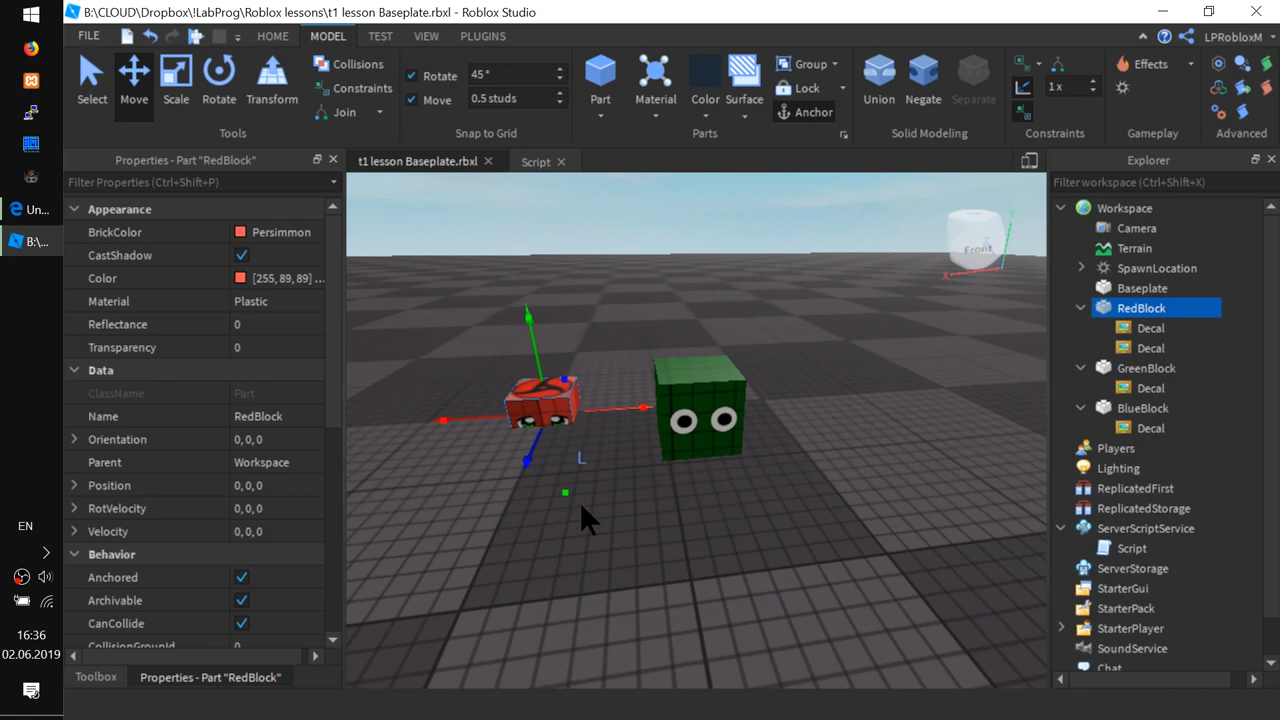 B:\CLOUD\Dropbox\!LabProg\Roblox lessons\t1 lesson Baseplate.rbxl - Roblox Studio
FILE HOME MODEL TEST VIEW PLUGINS LPRobloxM
Select Move Scale Rotate Transform
Collisions
Constraints
Join
Tools
Rotate 45°
Move 0.5 studs
Snap to Grid
Part Material Color Surface
Group
Lock
Anchor
Parts
Union Negate Separate
Solid Modeling
1 x
Constraints
Effects
Gameplay
Advanced
Properties - Part "RedBlock"
Filter Properties (Ctrl+Shift+P)
Appearance
BrickColor Persimmon
CastShadow
Color [255,89,89] ...
Material Plastic
Reflectance 0
Transparency 0
Data
ClassName Part
Name RedBlock
Orientation 0, 0, 0
Parent Workspace
Position 0, 0, 0
RotVelocity 0, 0, 0
Velocity 0, 0, 0
Behavior
Anchored
Archivable
CanCollide
CollisionGroupId 0
Toolbox Properties - Part "RedBlock"
t1 lesson Baseplate.rbxl Script
Front
X
Y
Z
L
Explorer
Filter workspace (Ctrl+Shift+X)
Workspace
Camera
Terrain
SpawnLocation
Baseplate
RedBlock
Decal
Decal
GreenBlock
Decal
BlueBlock
Decal
Players
Lighting
ReplicatedFirst
ReplicatedStorage
ServerScriptService
Script
ServerStorage
StarterGui
StarterPack
StarterPlayer
SoundService
Chat
Un...
B:\...
EN
16:36
02.06.2019